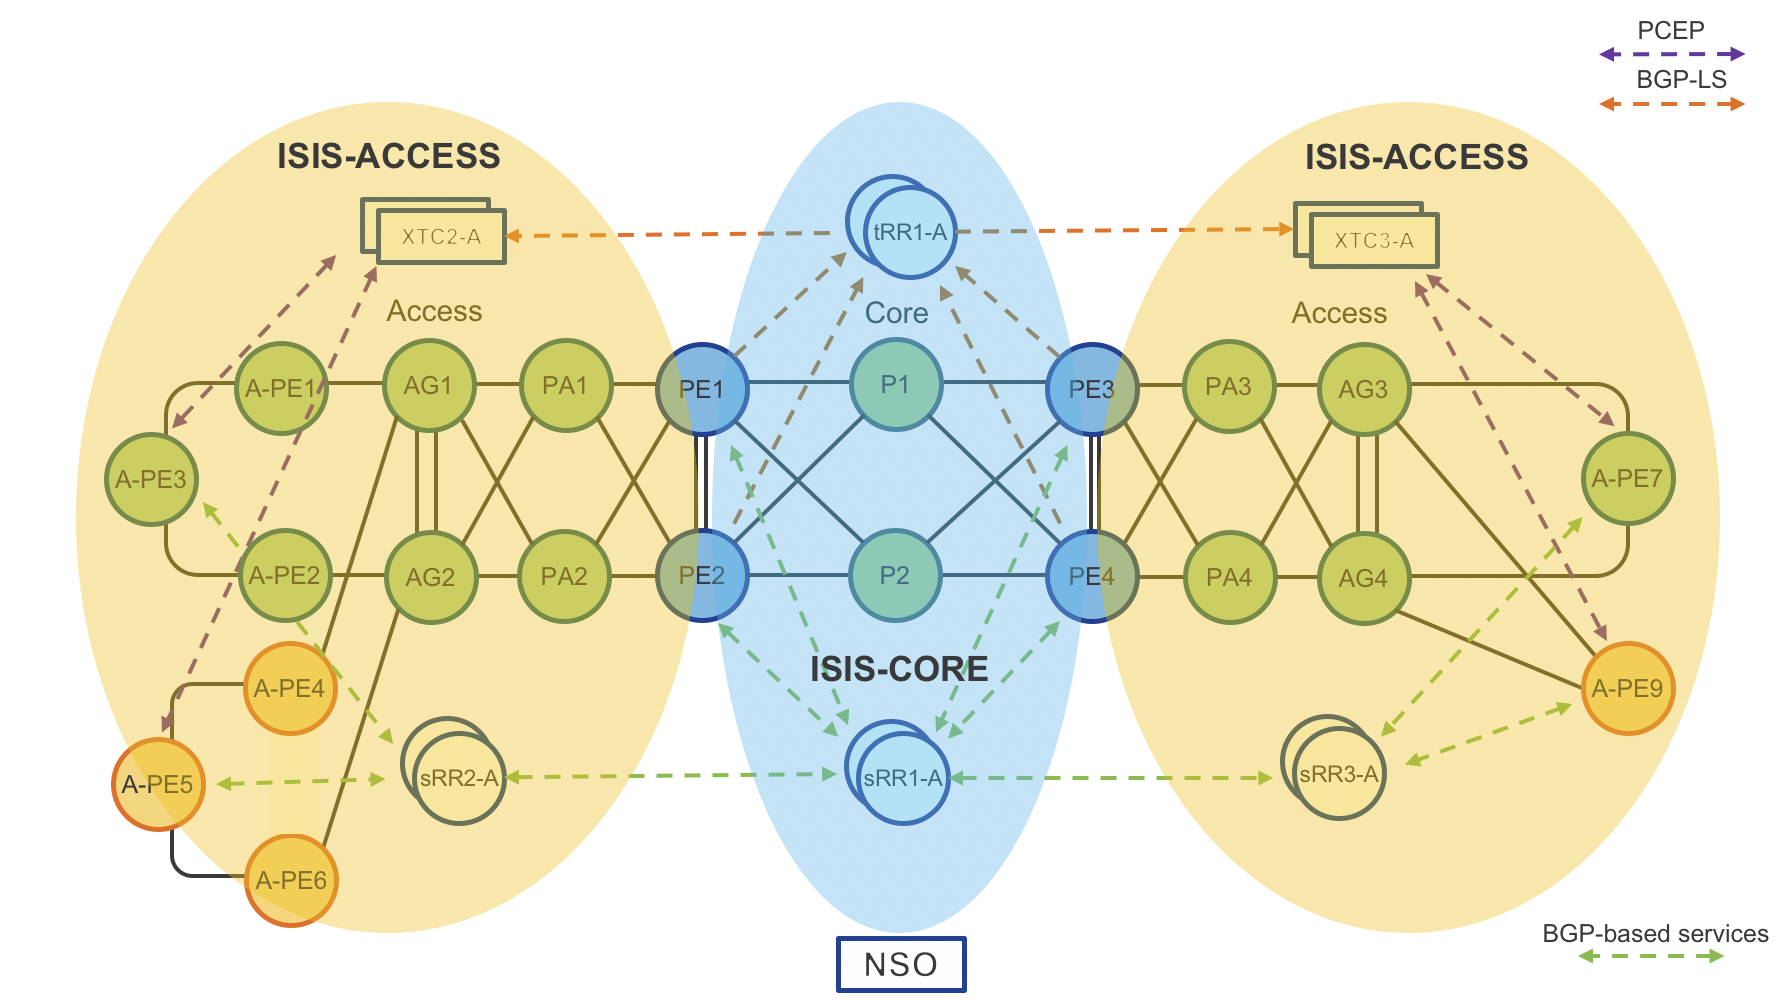 PCEP
BGP-LS
ISIS-ACCESS
ISIS-ACCESS
XTC2-A
tRR1-A
XTC3-A
Access
Core
Access
A-PE1
AG1
PA1
PE1
P1
PE3
PA3
AG3
A-PE3
A-PE7
A-PE2
AG2
PA2
PE2
P2
PE4
PA4
AG4
ISIS-CORE
A-PE4
A-PE9
A-PE5
sRR2-A
sRR1-A
sRR3-A
A-PE6
BGP-based services
NSO